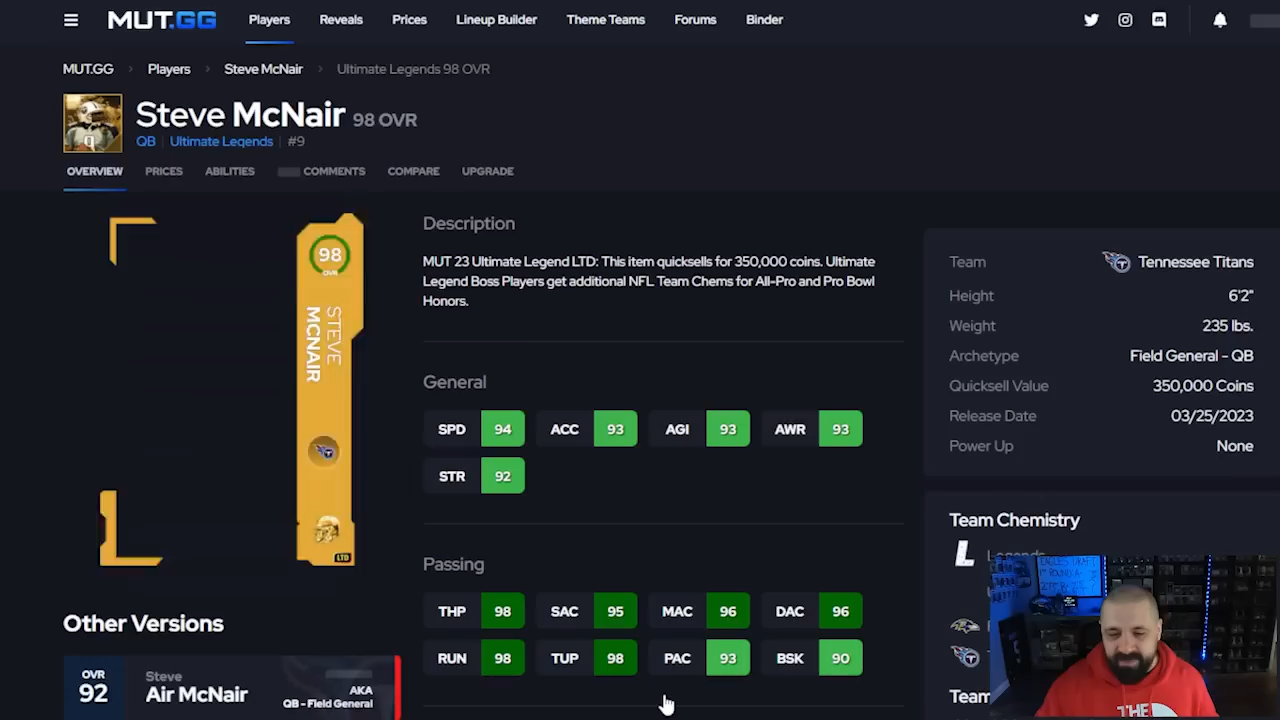 MUT.GG Players Reveals Prices Lineup Builder Theme Teams Forums Binder
MUT.GG > Players > Steve McNair > Ultimate Legends 98 OVR
Steve McNair 98 OVR
QB | Ultimate Legends | #9
OVERVIEW PRICES ABILITIES COMMENTS COMPARE UPGRADE
98
OVR
STEVE
MCNAIR
LTD
Description
MUT 23 Ultimate Legend LTD: This item quicksells for 350,000 coins. Ultimate
Legend Boss Players get additional NFL Team Chems for All-Pro and Pro Bowl
Honors.
General
SPD 94 ACC 93 AGI 93 AWR 93
STR 92
Passing
THP 98 SAC 95 MAC 96 DAC 96
RUN 98 TUP 98 PAC 93 BSK 90
Team Tennessee Titans
Height 6'2"
Weight 235 lbs.
Archetype Field General - QB
Quicksell Value 350,000 Coins
Release Date 03/25/2023
Power Up None
Team Chemistry
L Legends
Team
Other Versions
OVR
92
Steve
Air McNair
AKA
QB - Field General
EAGLES DRAFT
THE